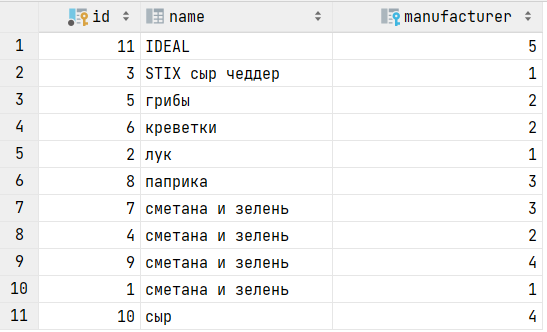 id name manufacturer
1 11 IDEAL 5
2 3 STIX сыр чеддер 1
3 5 грибы 2
4 6 креветки 2
5 2 лук 1
6 8 паприка 3
7 7 сметана и зелень 3
8 4 сметана и зелень 2
9 9 сметана и зелень 4
10 1 сметана и зелень 1
11 10 сыр 4